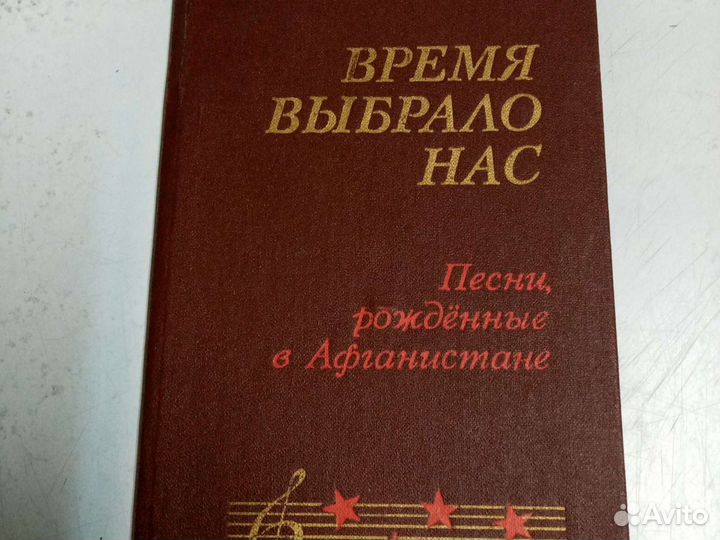 ВРЕМЯ
ВЫБРАЛО
НАС
Песни,
рождённые
в Афганистане
Avito